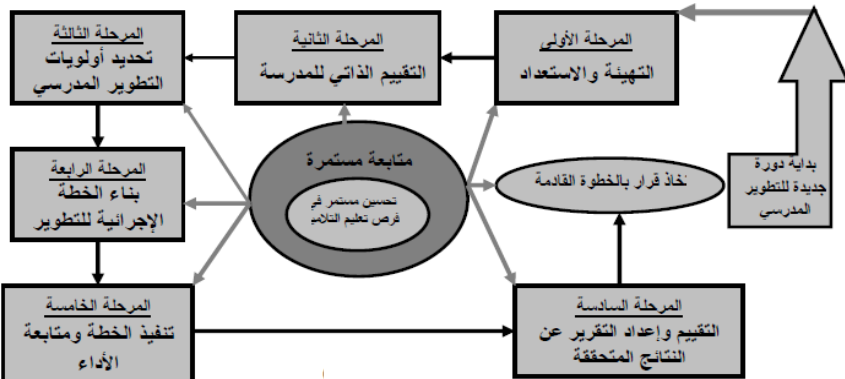 المرحلة الأولى
التهيئة والاستعداد
المرحلة الثانية
التقييم الذاتي للمدرسة
المرحلة الثالثة
تحديد أولويات
التطوير المدرسي
المرحلة الرابعة
بناء الخطة
الإجرائية للتطوير
المرحلة الخامسة
تنفيذ الخطة ومتابعة
الأداء
المرحلة السادسة
التقييم وإعداد التقرير عن
النتائج المتحققة
تخاذ قرار بالخطوة القادمة
بداية دورة
جديدة للتطوير
المدرسي
متابعة مستمرة
تحسين مستمر في
فرص تعليم